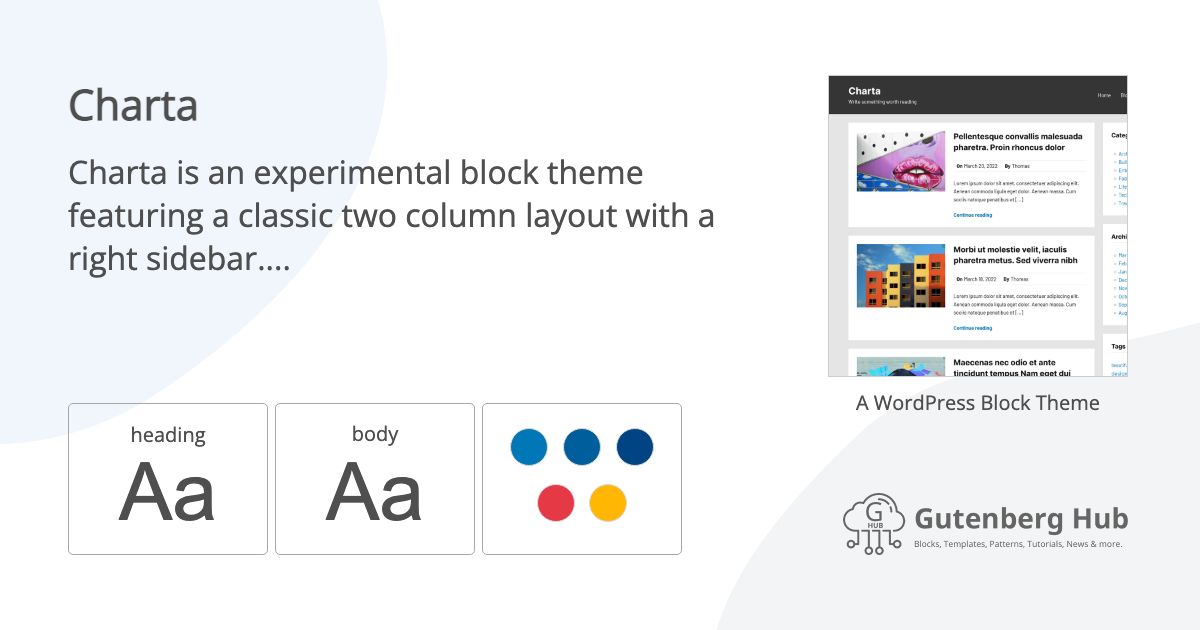 Charta
Charta is an experimental block theme
featuring a classic two column layout with a
right sidebar....
heading
Aa
body
Aa
Charta
Write something worth reading
Home
Pellentesque convallis malesuada
pharetra. Proin rhoncus dolor
On March 20, 2022 By Thomas
Lorem ipsum dolor sit amet, consectetuer adipiscing elit.
Aenean commodo ligula eget dolor. Aenean massa. Cum
sociis natoque penatibus et [...]
Continue reading
Morbi ut molestie velit, iaculis
pharetra metus. Sed viverra nibh
On March 18, 2022 By Thomas
Lorem ipsum dolor sit amet, consectetuer adipiscing elit.
Aenean commodo ligula eget dolor. Aenean massa. Cum
sociis natoque penatibus et [...]
Continue reading
Maecenas nec odio et ante
tincidunt tempus Nam eget dui
Categ
Archi
Tags
A WordPress Block Theme
G
HUB
Gutenberg Hub
Blocks, Templates, Patterns, Tutorials, News & more.